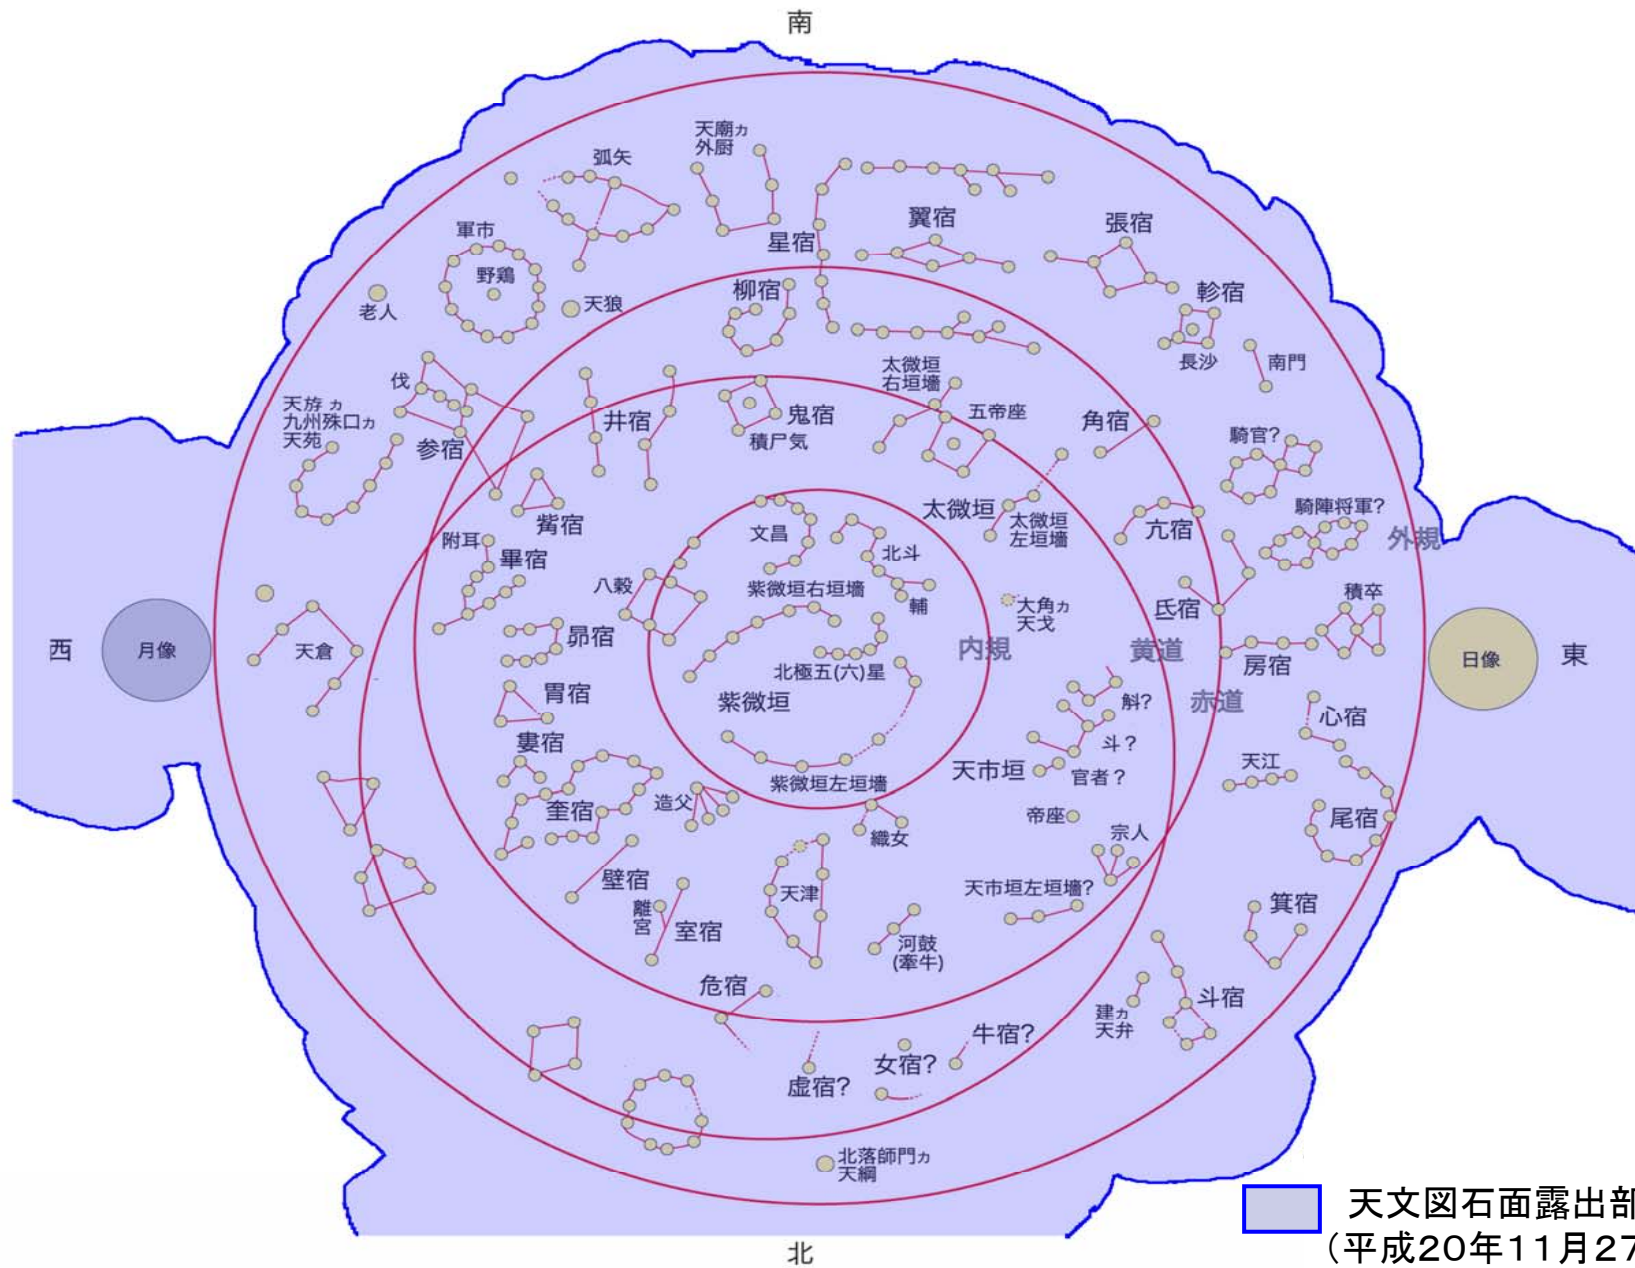 南
天廟ヵ
外厨
弧矢
翼宿
張宿
軍市
星宿
野鶏
柳宿
軫宿
老人
天狼
長沙
南門
太微垣
右垣墻
伐
天㫄ヵ
九州殊口ヵ
天苑
参宿
井宿
鬼宿
積尸気
五帝座
角宿
騎官?
觜宿
文昌
太微垣
太微垣
左垣墻
亢宿
騎陣将軍?
外規
附耳
畢宿
北斗
八穀
紫微垣右垣墻
輔
大角ヵ
天戈
氐宿
積卒
西
月像
天倉
昴宿
北極五(六)星
内規
黄道
房宿
日像
東
胃宿
紫微垣
斛?
赤道
心宿
婁宿
紫微垣左垣墻
天市垣
斗?
官者?
天江
奎宿
造父
織女
帝座
宗人
尾宿
壁宿
離宮
室宿
天津
河鼓
(牽牛)
天市垣左垣墻?
箕宿
危宿
建ヵ
天弁
斗宿
虚宿?
女宿?
牛宿?
北落師門ヵ
天綱
北
天文図石面露出部
(平成20年11月27